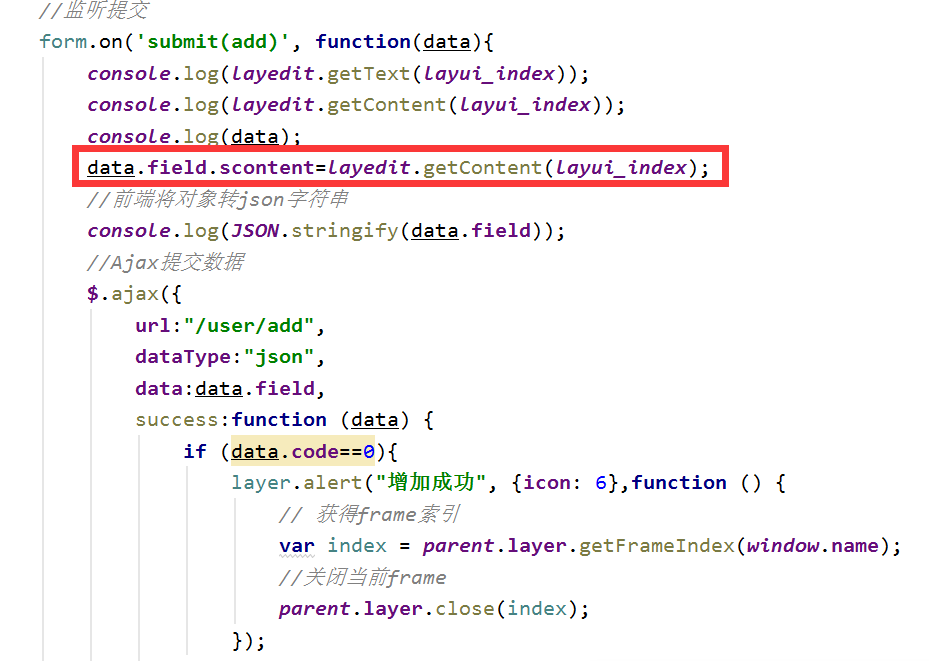 //监听提交
form.on('submit(add)', function(data){
console.log(layedit.getText(layui_index));
console.log(layedit.getContent(layui_index));
console.log(data);
data.field.scontent=layedit.getContent(layui_index);
//前端将对象转json字符串
console.log(JSON.stringify(data.field));
//Ajax提交数据
$.ajax({
url:"/user/add",
dataType:"json",
data:data.field,
success:function (data) {
if (data.code==0){
layer.alert("增加成功", {icon: 6},function () {
// 获得frame索引
var index = parent.layer.getFrameIndex(window.name);
//关闭当前frame
parent.layer.close(index);
});